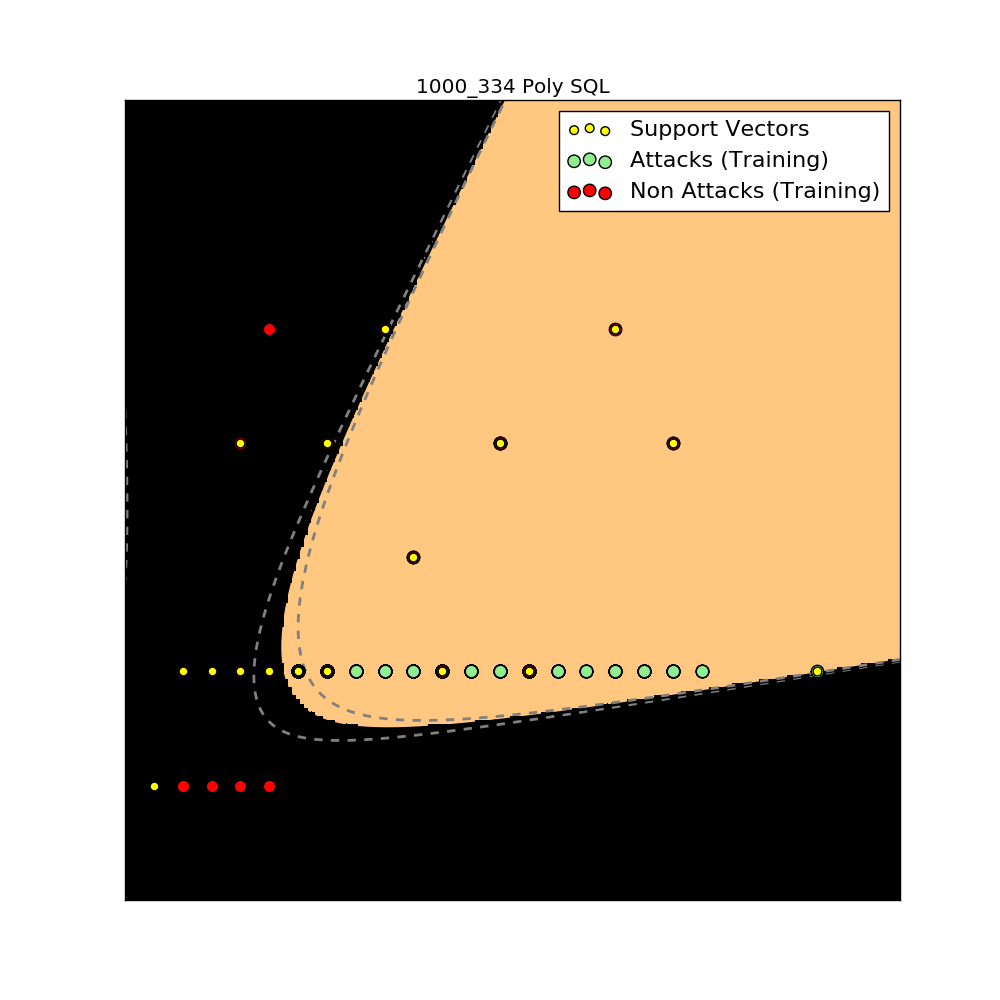 1000_334 Poly SQL
Support Vectors
Attacks (Training)
Non Attacks (Training)